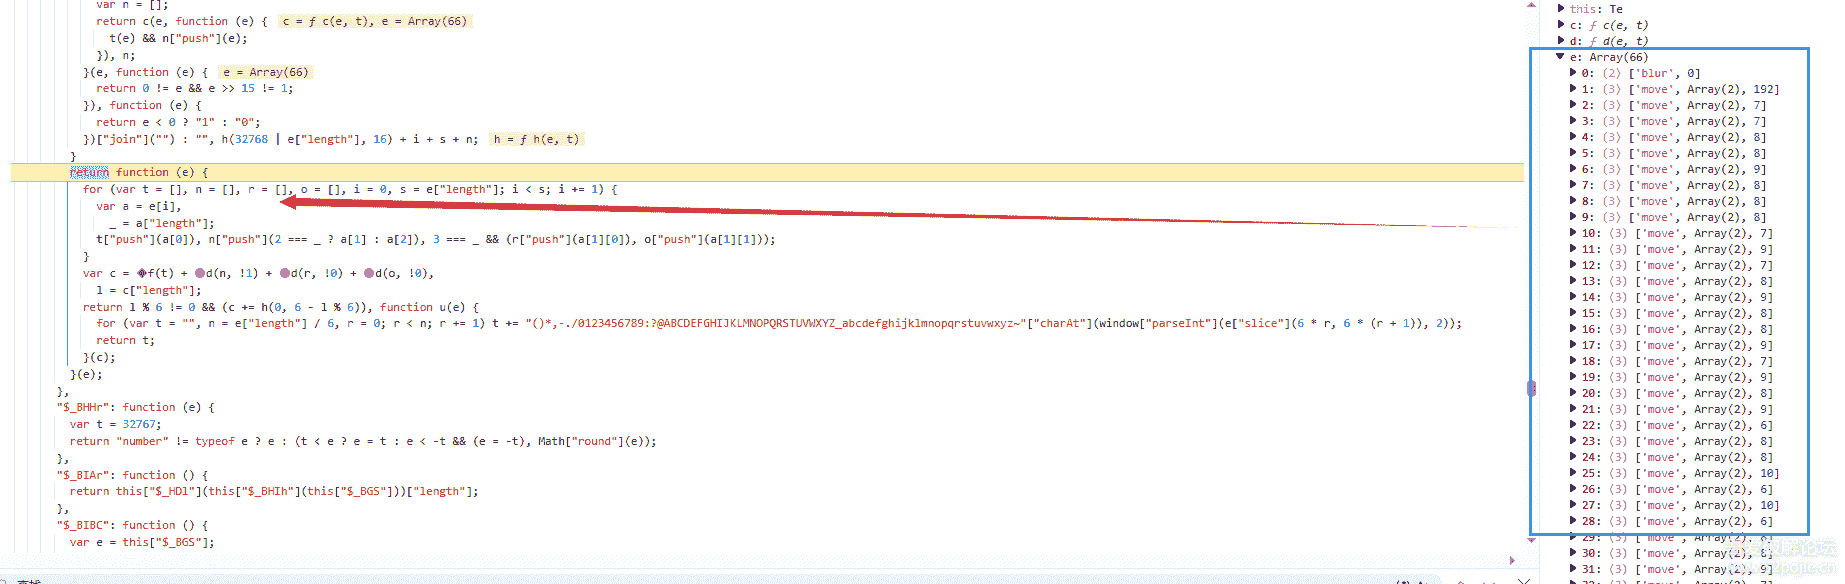 var n = [];
return c(e, function (e) { c = ƒ c(e, t), e = Array(66)
t(e) && n["push"](e);
}), n;
}(e, function (e) { e = Array(66)
return 0 != e && e >> 15 != 1;
}), function (e) {
return e < 0 ? "1" : "0";
})["join"]("") : "", h(32768 | e["length"], 16) + i + s + n; h = ƒ h(e, t)
}
return function (e) {
for (var t = [], n = [], r = [], o = [], i = 0, s = e["length"]; i < s; i += 1) {
var a = e[i],
_ = a["length"];
t["push"](a[0]), n["push"](2 === _ ? a[1] : a[2]), 3 === _ && (r["push"](a[1][0]), o["push"](a[1][1]));
}
var c = f(t) + d(n, !1) + d(r, !0) + d(o, !0),
l = c["length"];
return l % 6 != 0 && (c += h(0, 6 - l % 6)), function u(e) {
for (var t = "", n = e["length"] / 6, r = 0; r < n; r += 1) t += "()*,-./0123456789:?@ABCDEFGHIJKLMNOPQRSTUVWXYZ_abcdefghijklmnopqrstuvwxyz~"["charAt"](window["parseInt"](e["slice"](6 * r, 6 * (r + 1)), 2));
return t;
}(c);
}(e);
},
"$_BHHr": function (e) {
var t = 32767;
return "number" != typeof e ? e : (t < e ? e = t : e < -t && (e = -t), Math["round"](e));
},
"$_BIAr": function () {
return this["$_HDl"](this["$_BHIh"](this["$_BGS"]))["length"];
},
"$_BIBC": function () {
var e = this["$_BGS"];
this: Te
c: ƒ c(e, t)
d: ƒ d(e, t)
e: Array(66)
0: (2) ['blur', 0]
1: (3) ['move', Array(2), 192]
2: (3) ['move', Array(2), 7]
3: (3) ['move', Array(2), 7]
4: (3) ['move', Array(2), 8]
5: (3) ['move', Array(2), 8]
6: (3) ['move', Array(2), 9]
7: (3) ['move', Array(2), 8]
8: (3) ['move', Array(2), 8]
9: (3) ['move', Array(2), 8]
10: (3) ['move', Array(2), 7]
11: (3) ['move', Array(2), 9]
12: (3) ['move', Array(2), 7]
13: (3) ['move', Array(2), 8]
14: (3) ['move', Array(2), 9]
15: (3) ['move', Array(2), 8]
16: (3) ['move', Array(2), 8]
17: (3) ['move', Array(2), 9]
18: (3) ['move', Array(2), 7]
19: (3) ['move', Array(2), 9]
20: (3) ['move', Array(2), 8]
21: (3) ['move', Array(2), 9]
22: (3) ['move', Array(2), 6]
23: (3) ['move', Array(2), 8]
24: (3) ['move', Array(2), 8]
25: (3) ['move', Array(2), 10]
26: (3) ['move', Array(2), 6]
27: (3) ['move', Array(2), 10]
28: (3) ['move', Array(2), 6]
29: (3) ['move', Array(2), 8]
30: (3) ['move', Array(2), 8]
31: (3) ['move', Array(2), 9]